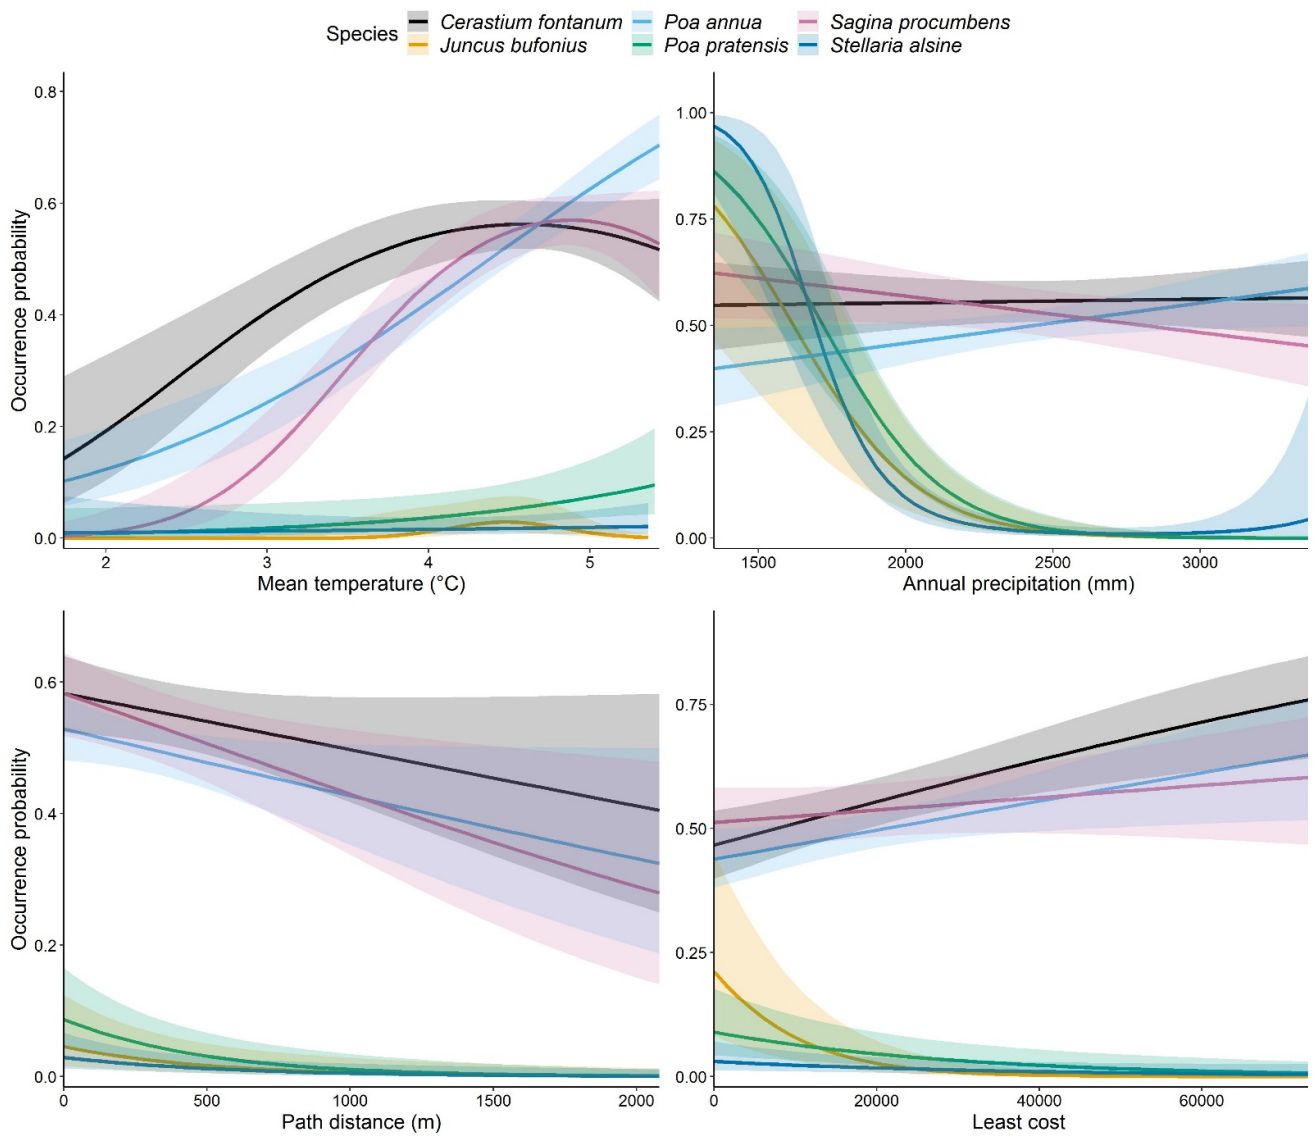 Species
Cerastium fontanum
Poa annua
Sagina procumbens
Juncus bufonius
Poa pratensis
Stellaria alsine
Occurrence probability
0.8
0.6
0.4
0.2
0.0
2
3
4
5
Mean temperature (°C)
1.00
0.75
0.50
0.25
0.00
1500
2000
2500
3000
Annual precipitation (mm)
Occurrence probability
0.6
0.4
0.2
0.0
0
500
1000
1500
2000
Path distance (m)
0.75
0.50
0.25
0.00
0
20000
40000
60000
Least cost